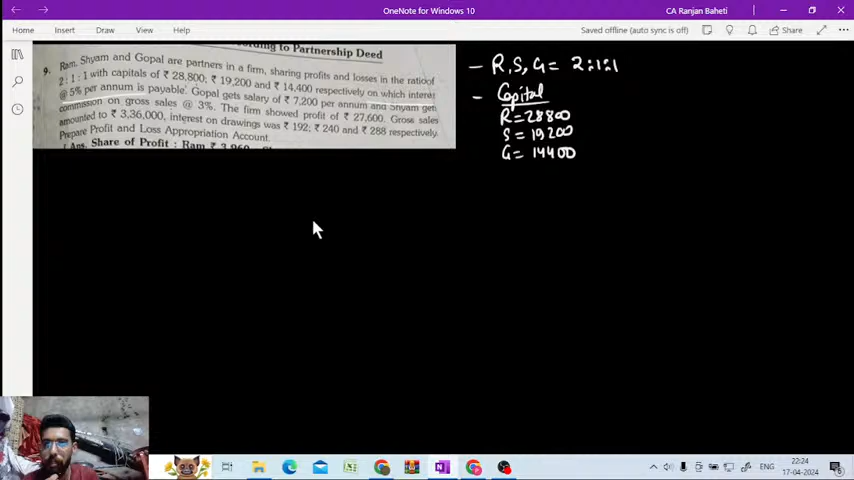 OneNote for Windows 10
CA Ranjan Baheti
Home Insert Draw View Help
Saved offline (auto sync is off)
Share
According to Partnership Deed
9. Ram, Shyam and Gopal are partners in a firm, sharing profits and losses in the ratio of
2 : 1 : 1 with capitals of ₹ 28,800; ₹ 19,200 and ₹ 14,400 respectively on which interest
@ 5% per annum is payable. Gopal gets salary of ₹ 7,200 per annum and Shyam gets
commission on gross sales @ 3%. The firm showed profit of ₹ 27,600. Gross sales
amounted to ₹ 3,36,000, interest on drawings was ₹ 192; ₹ 240 and ₹ 288 respectively.
Prepare Profit and Loss Appropriation Account.
Ans. Share of Profit : Ram ₹ 3,960
- R, S, G = 2:1:1
- Capital
R = 28800
S = 19200
G = 14400
ENG
22:24
17-04-2024